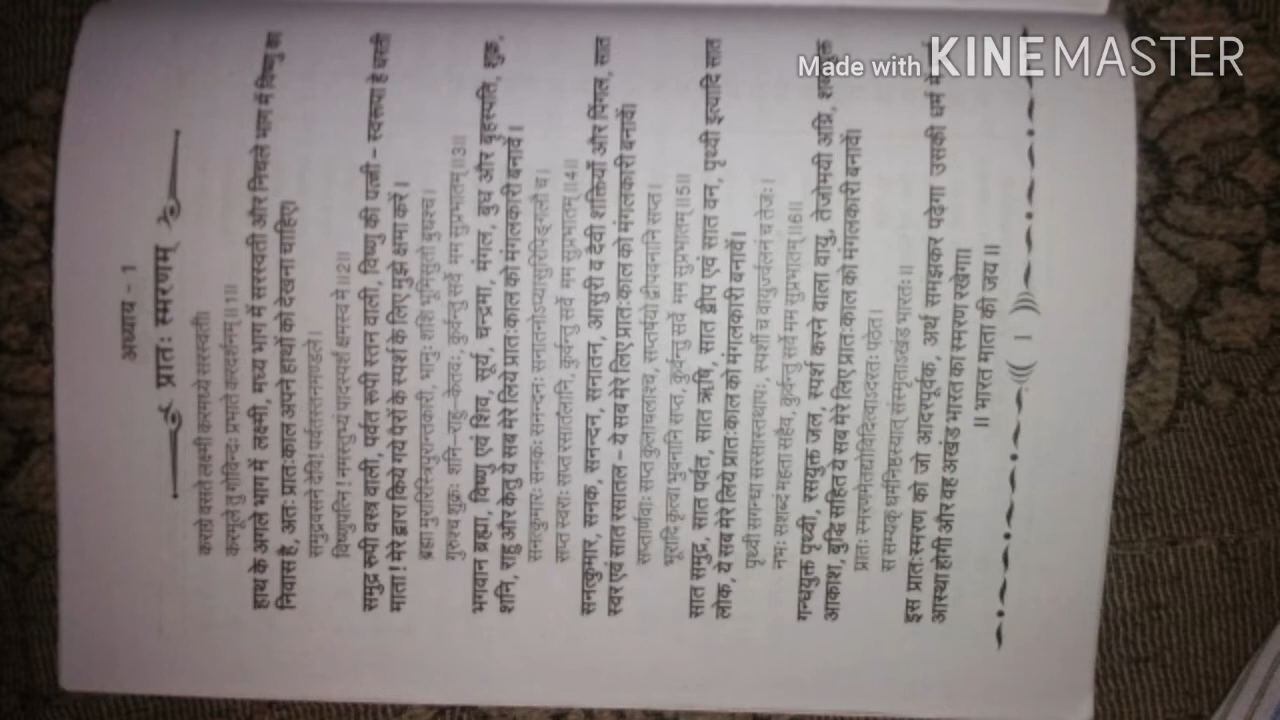 अध्याय - 1
प्रातः स्मरणम्
कराग्रे वसते लक्ष्मी करमध्ये सरस्वती।
करमूले तु गोविन्दः प्रभाते करदर्शनम्॥1॥
हाथ के अगले भाग में लक्ष्मी, मध्य भाग में सरस्वती और निचले भाग में विष्णु का
निवास है, अतः प्रातःकाल अपने हाथों को देखना चाहिए
समुद्रवसने देवि! पर्वतस्तनमण्डले।
विष्णुपत्नि! नमस्तुभ्यं पादस्पर्शं क्षमस्व मे॥2॥
समुद्र रूपी वस्त्र वाली, पर्वत रूपी स्तन वाली, विष्णु की पत्नी - स्वरूपा हे धरती
माता! मेरे द्वारा किये गये पैरों के स्पर्श के लिए मुझे क्षमा करें।
ब्रह्मा मुरारिस्त्रिपुरान्तकारी, भानुः शशि भूमिसुतो बुधश्च।
गुरुश्च शुक्रः शनि-राहु-केतवः कुर्वन्तु सर्वे मम सुप्रभातम्॥3॥
भगवान ब्रह्मा, विष्णु एवं शिव, सूर्य, चन्द्रमा, मंगल, बुध और बृहस्पति, शुक्र,
शनि, राहु और केतु ये सब मेरे लिये प्रातःकाल को मंगलकारी बनावें।
सनत्कुमारः सनकः सनन्दनः सनातनोऽप्यासुरिपिङ्गलौ च।
सप्त स्वराः सप्त रसातलानि, कुर्वन्तु सर्वे मम सुप्रभातम्॥4॥
सनत्कुमार, सनक, सनन्दन, सनातन, आसुरी व देवी शक्तियां और पिंगल, सात
स्वर एवं सात रसातल - ये सब मेरे लिए प्रातःकाल को मंगलकारी बनावें।
सप्तार्णवाः सप्त कुलाचलाश्च, सप्तर्षयो द्वीपवनानि सप्त।
भूरादि कृत्वा भुवनानि सप्त, कुर्वन्तु सर्वे मम सुप्रभातम्॥5॥
सात समुद्र, सात पर्वत, सात ऋषि, सात द्वीप एवं सात वन, पृथ्वी इत्यादि सात
लोक, ये सब मेरे लिये प्रातःकाल को मंगलकारी बनावें।
पृथ्वी सगन्धा सरसास्तथापः, स्पर्शी च वायुर्ज्वलनं च तेजः।
नभः सशब्दं महता सहैव, कुर्वन्तु सर्वे मम सुप्रभातम्॥6॥
गन्धयुक्त पृथ्वी, रसयुक्त जल, स्पर्श करने वाला वायु, तेजोमयी अग्नि,
आकाश, बुद्धि सहित ये सब मेरे लिए प्रातःकाल को मंगलकारी बनावें।
प्रातः स्मरणमेतद्योविदित्वाऽऽदरतः पठेत्।
स सम्यक् धर्मनिष्ठस्यात् संस्मृताऽखंड भारतः॥
इस प्रातःस्मरण को जो आदरपूर्वक, अर्थ समझकर पढ़ेगा उसकी धर्म
आस्था होगी और वह अखंड भारत का स्मरण रखेगा।
॥ भारत माता की जय॥
1
Made with KINEMASTER